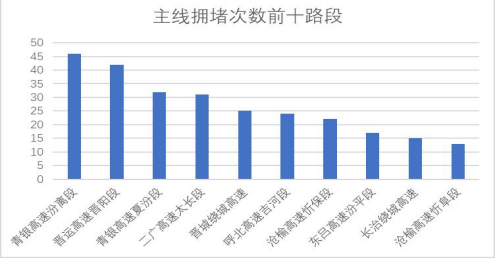 主线拥堵次数前十路段
50
45
40
35
30
25
20
15
10
5
0
青银高速汾离段
晋运高速晋阳段
青银高速夏汾段
二广高速太长段
晋城绕城高速
呼北高速吉河段
沧榆高速忻保段
东吕高速汾平段
长治绕城高速
沧榆高速忻阜段